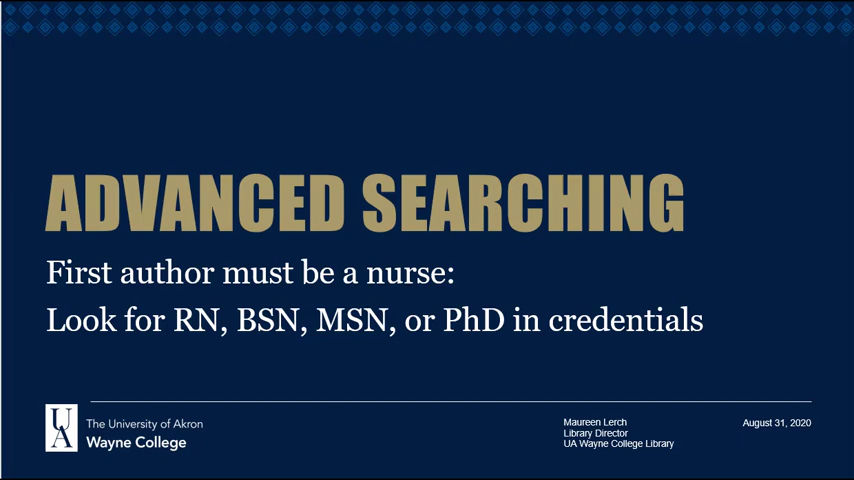 ADVANCED SEARCHING
First author must be a nurse:
Look for RN, BSN, MSN, or PhD in credentials
UA
The University of Akron
Wayne College
Maureen Lerch
Library Director
UA Wayne College Library
August 31, 2020